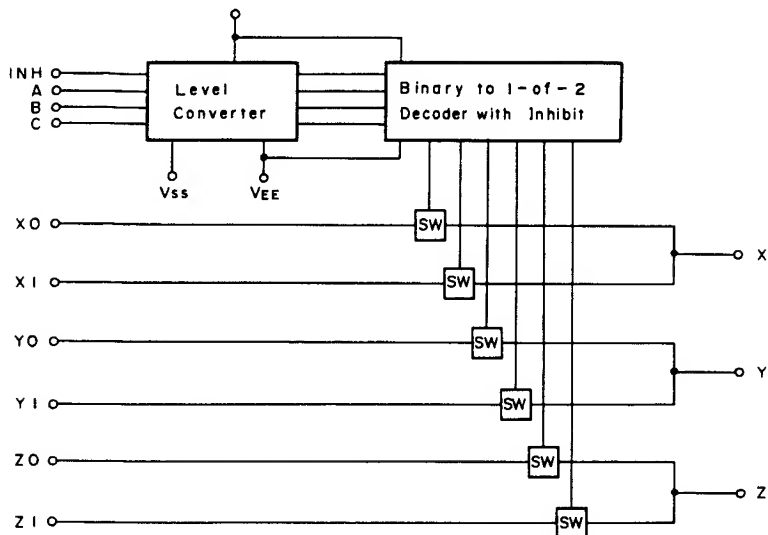 INH
A
B
C
Level
Converter
Binary to 1-of-2
Decoder with Inhibit
VSS
VEE
X0
SW
X
X1
SW
Y0
SW
Y
Y1
SW
Z0
SW
Z
Z1
SW